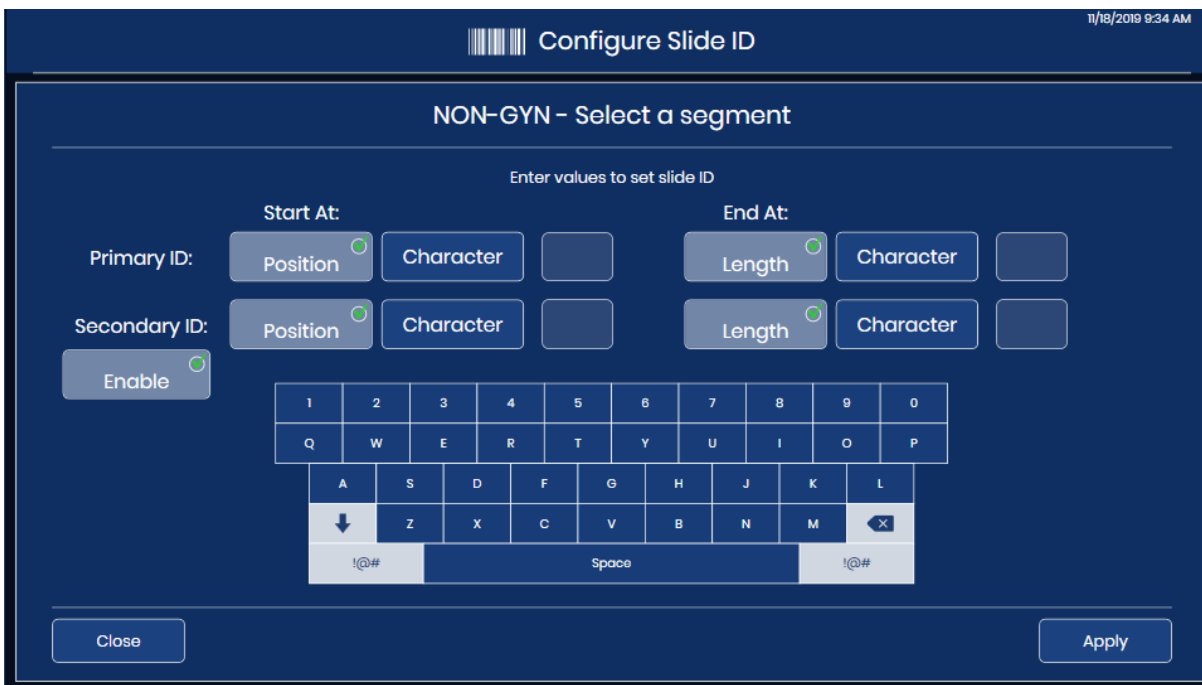 11/18/2019 9:34 AM
Configure Slide ID
NON-GYN - Select a segment
Enter values to set slide ID
Start At: End At:
Primary ID: Position Character Length Character
Secondary ID: Position Character Length Character
Enable
1 2 3 4 5 6 7 8 9 0
Q W E R T Y U I O P
A S D F G H J K L
Z X C V B N M
!@# Space !@#
Close Apply